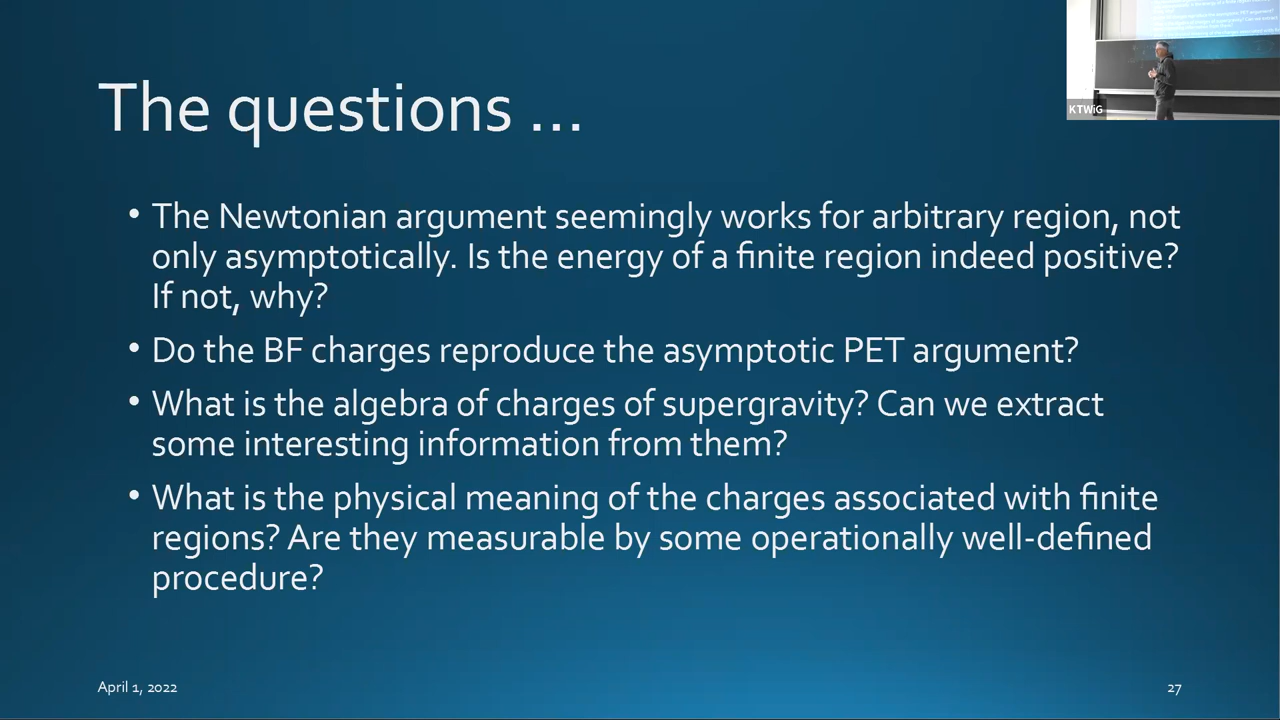 The questions ...
• The Newtonian argument seemingly works for arbitrary region, not
only asymptotically. Is the energy of a finite region indeed positive?
If not, why?
• Do the BF charges reproduce the asymptotic PET argument?
• What is the algebra of charges of supergravity? Can we extract
some interesting information from them?
• What is the physical meaning of the charges associated with finite
regions? Are they measurable by some operationally well-defined
procedure?
April 1, 2022
27
KTWiG